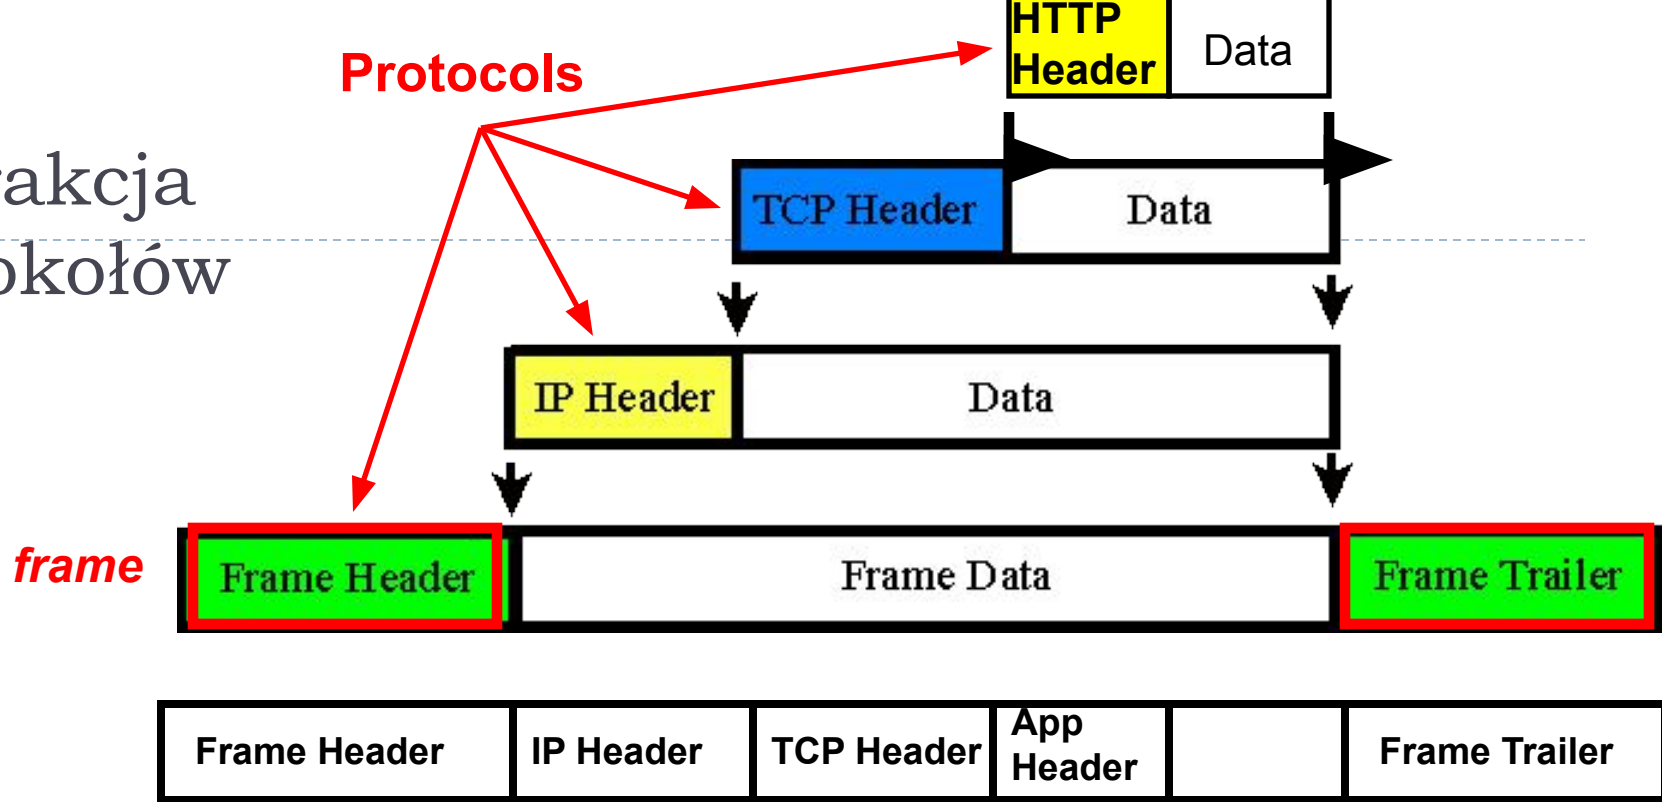 HTTP
Header
Data
Protocols
akcja
okołów
TCP Header
Data
IP Header
Data
frame
Frame Header
Frame Data
Frame Trailer
Frame Header
IP Header
TCP Header
App
Header
Frame Trailer